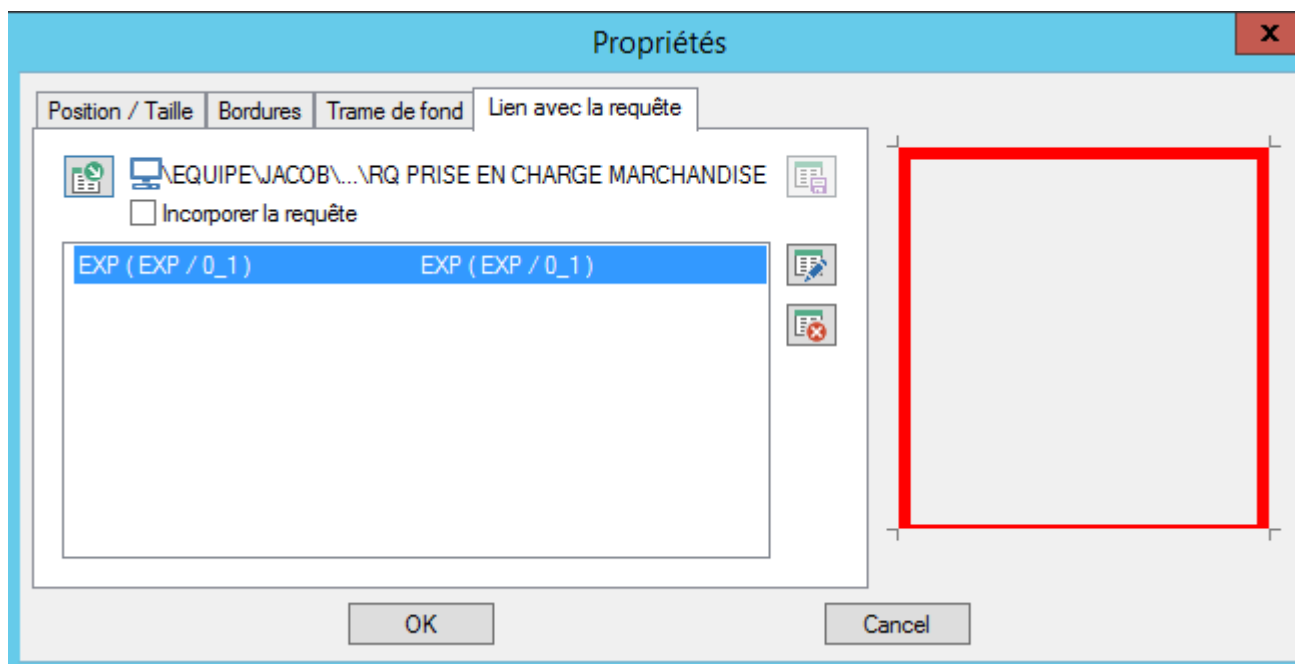 Propriétés
x
Position / Taille Bordures Trame de fond Lien avec la requête
\EQUIPE\JACOB\...\RQ PRISE EN CHARGE MARCHANDISE
Incorporer la requête
EXP ( EXP / 0_1 ) EXP ( EXP / 0_1 )
OK Cancel